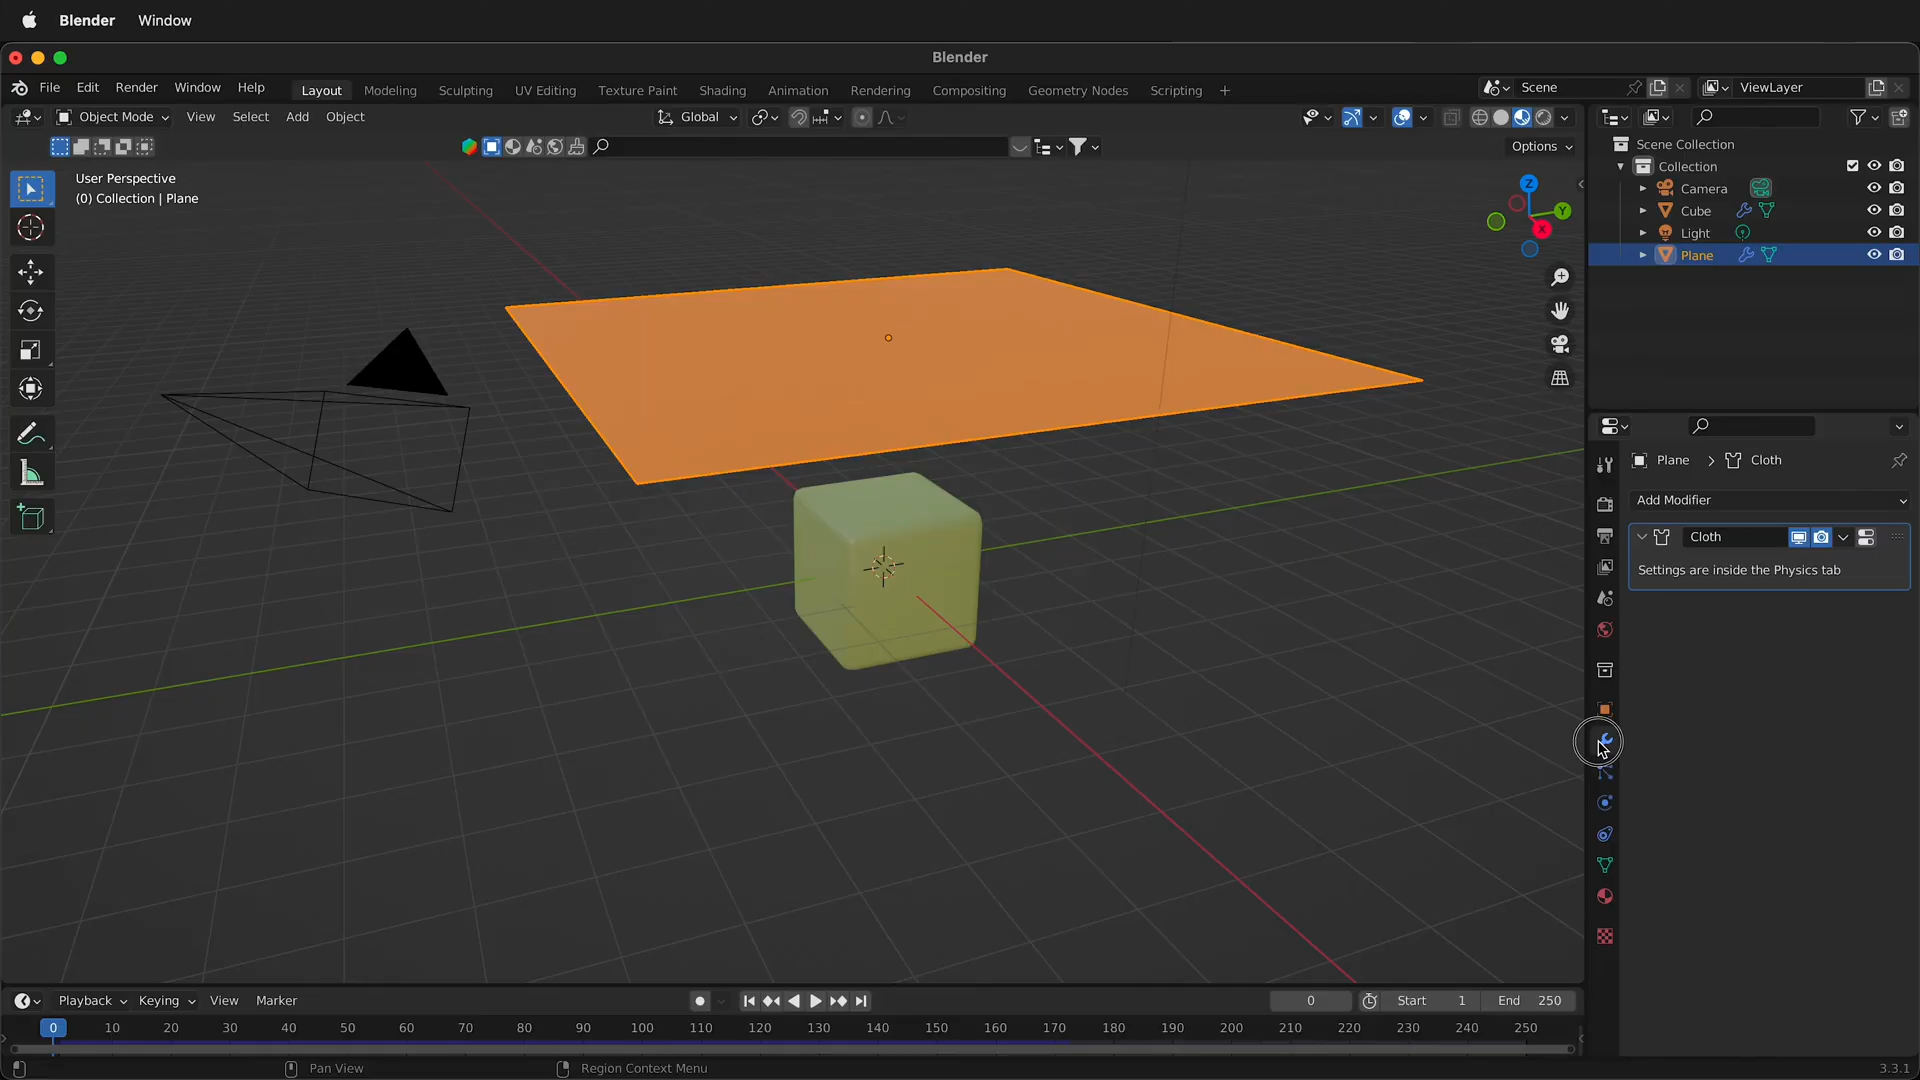 Blender Window
Blender
File Edit Render Window Help Layout Modeling Sculpting UV Editing Texture Paint Shading Animation Rendering Compositing Geometry Nodes Scripting + Scene ViewLayer
Object Mode View Select Add Object Global
Options
User Perspective
(0) Collection | Plane
Z
Y
X
Scene Collection
Collection
Camera
Cube
Light
Plane
Plane > Cloth
Add Modifier
Cloth
Settings are inside the Physics tab
Playback Keying View Marker 0 Start 1 End 250
0 10 20 30 40 50 60 70 80 90 100 110 120 130 140 150 160 170 180 190 200 210 220 230 240 250
Pan View Region Context Menu 3.3.1